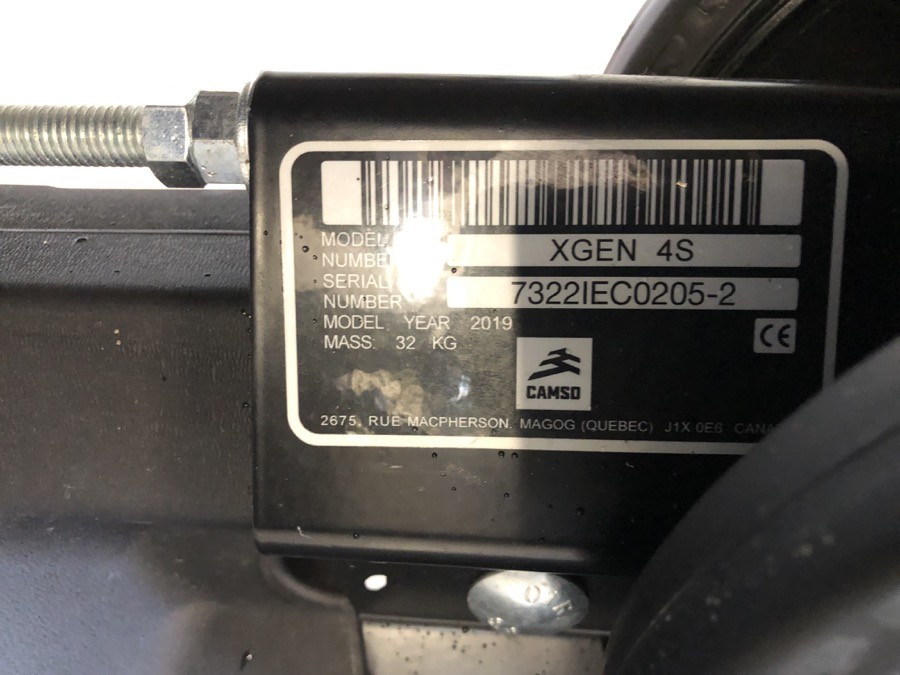 MODEL
NUMBER
XGEN 4S
SERIAL
NUMBER
7322IEC0205-2
MODEL YEAR 2019
MASS: 32 KG
CE
CAMSO
2675, RUE MACPHERSON, MAGOG (QUEBEC) J1X 0E6